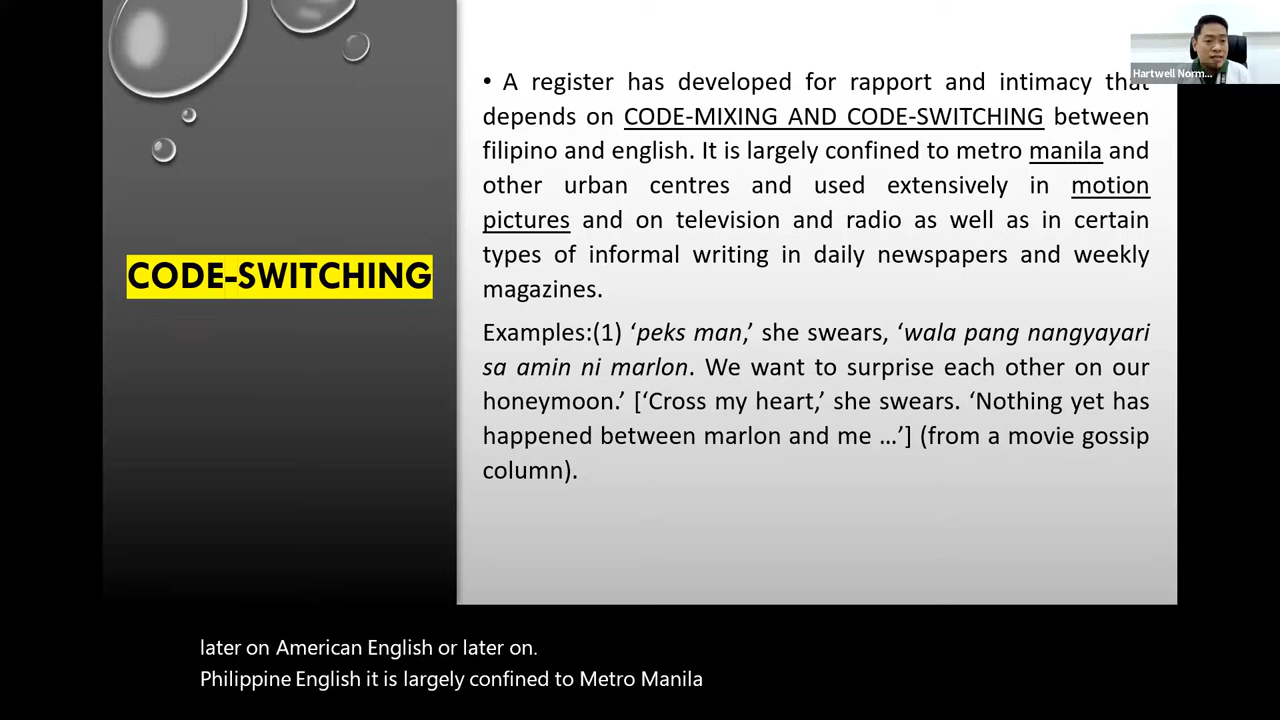 Hartwell Norm...
• A register has developed for rapport and intimacy that
depends on CODE-MIXING AND CODE-SWITCHING between
filipino and english. It is largely confined to metro manila and
other urban centres and used extensively in motion
pictures and on television and radio as well as in certain
types of informal writing in daily newspapers and weekly
magazines.
CODE-SWITCHING
Examples:(1) ‘peks man,’ she swears, ‘wala pang nangyayari
sa amin ni marlon. We want to surprise each other on our
honeymoon.’ [‘Cross my heart,’ she swears. ‘Nothing yet has
happened between marlon and me …’] (from a movie gossip
column).
later on American English or later on.
Philippine English it is largely confined to Metro Manila